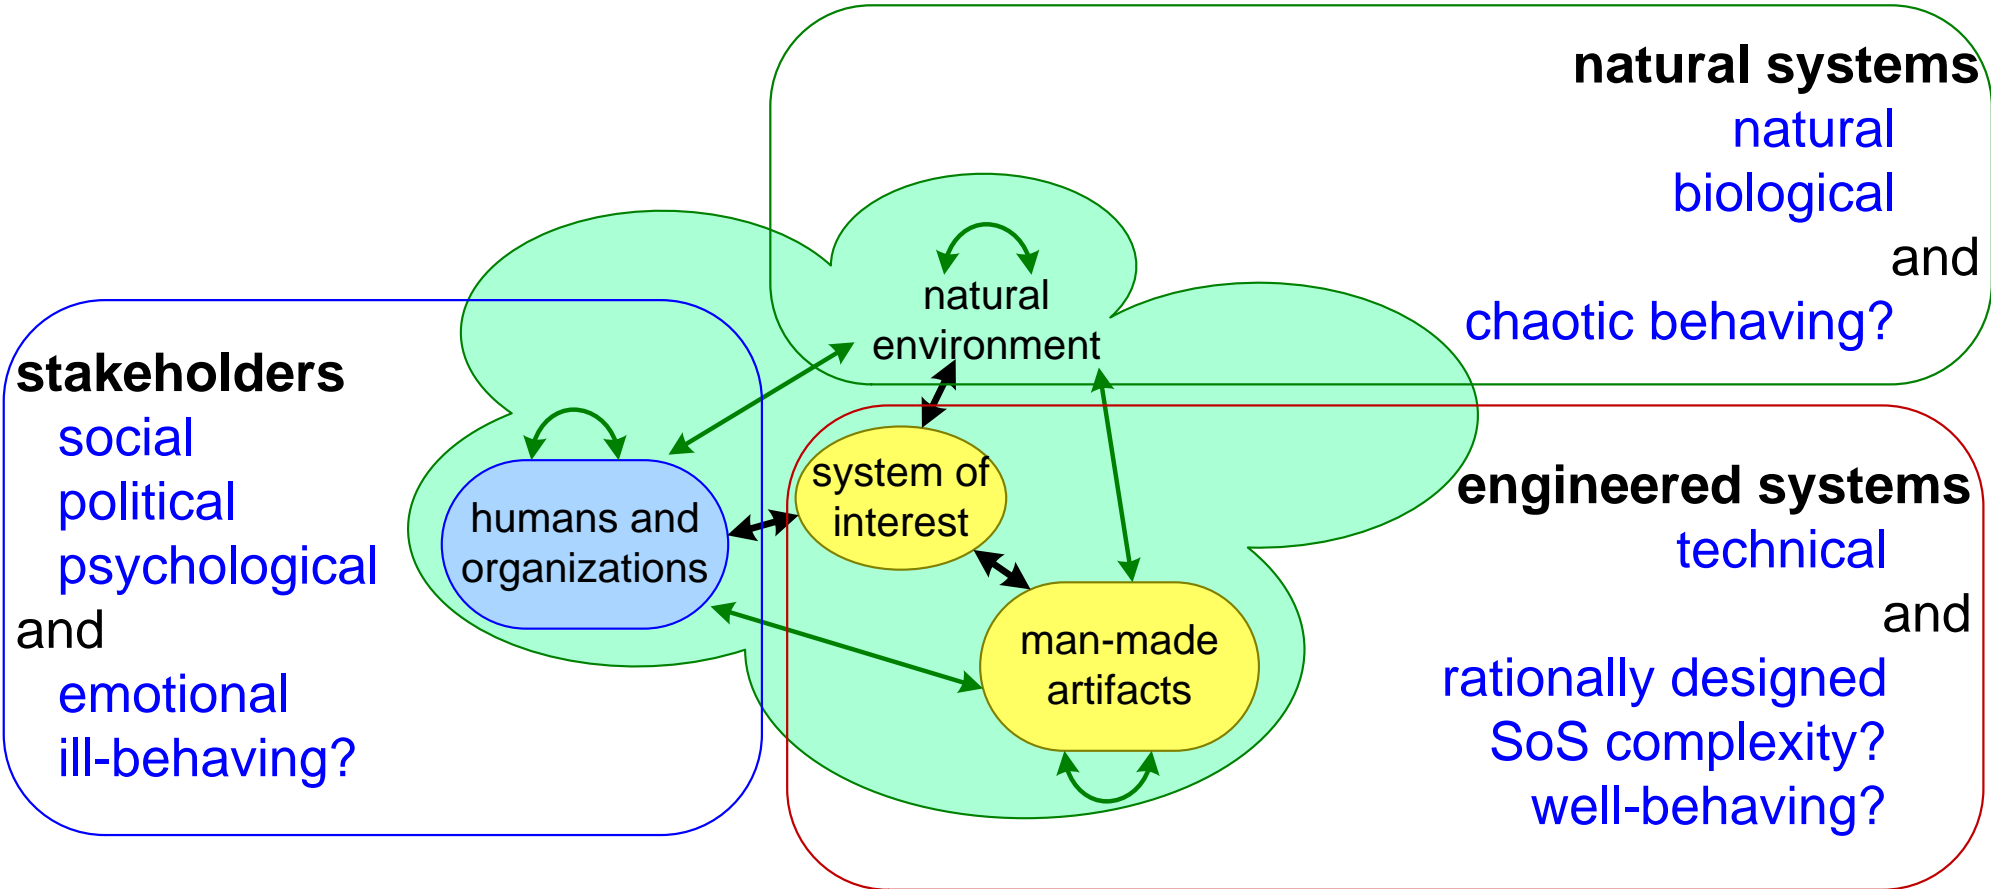 natural systems
natural
biological
and
chaotic behaving?
natural
environment
stakeholders
social
political
psychological
and
emotional
ill-behaving?
humans and
organizations
system of
interest
man-made
artifacts
engineered systems
technical
and
rationally designed
SoS complexity?
well-behaving?